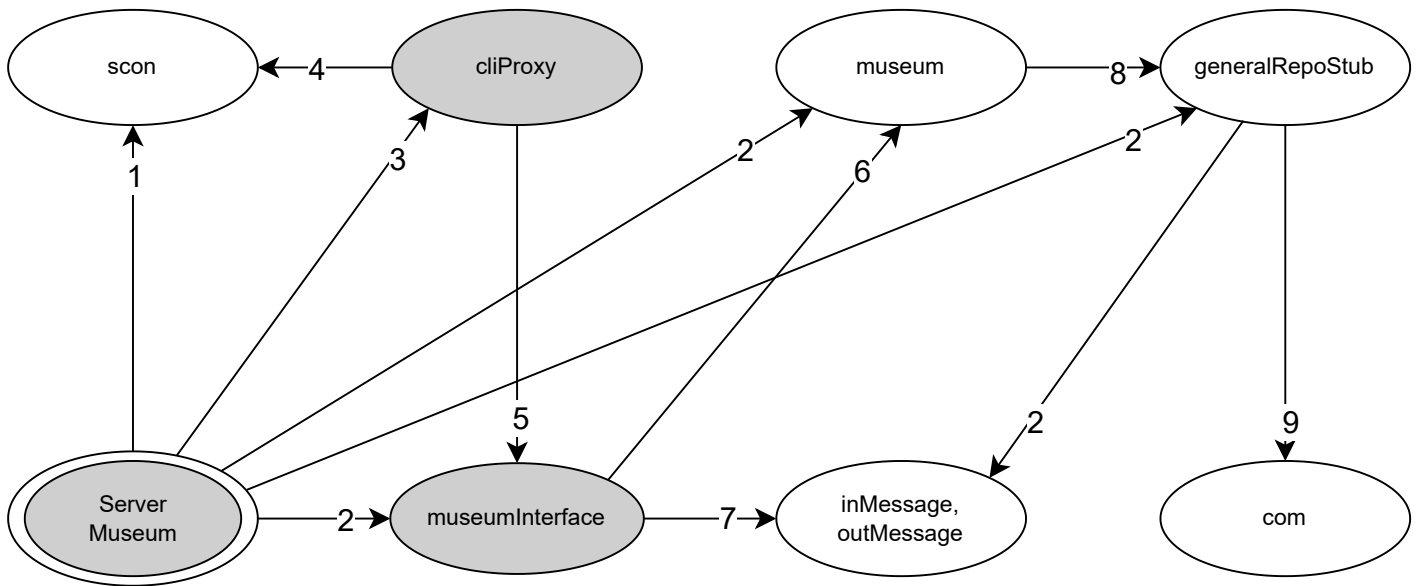 scon
4
cliProxy
museum
8
generalRepoStub
1
3
2
6
2
5
2
9
Server
Museum
2
museumInterface
7
inMessage,
outMessage
com